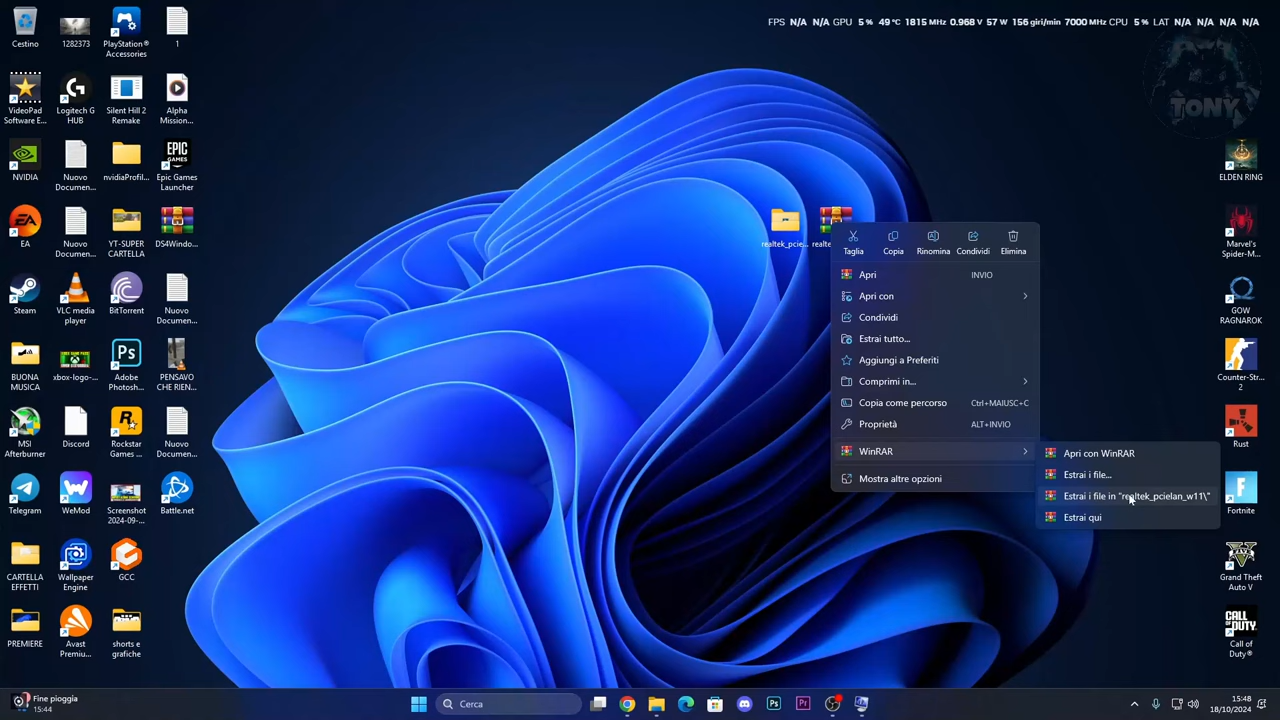 FPS N/A N/A GPU 5 % 49 °C 1815 MHz 0.968 V 57 W 156 giri/min 7000 MHz CPU 5 % LAT N/A N/A N/A N/A
TONY
Cestino
1282373
PlayStation®
Accessories
1
VideoPad
Software E...
Logitech G
HUB
Silent Hill 2
Remake
Alpha
Mission...
NVIDIA
Nuovo
Documen...
nvidiaProfil...
EPIC
GAMES
Epic Games
Launcher
EA
Nuovo
Documen...
YT-SUPER
CARTELLA
DS4Windo...
Steam
VLC media
player
BitTorrent
Nuovo
Documen...
BUONA
MUSICA
xbox-logo-...
Adobe
Photosh...
PENSAVO
CHE RIEN...
MSI
Afterburner
Discord
Rockstar
Games ...
Nuovo
Documen...
Telegram
WeMod
Screenshot
2024-09-...
Battle.net
CARTELLA
EFFETTI
Wallpaper
Engine
GCC
PREMIERE
Avast
Premiu...
shorts e
grafiche
realtek_pcie...
Taglia
Copia
Rinomina
Condividi
Elimina
Apri INVIO
Apri con
Condividi
Estrai tutto...
Aggiungi a Preferiti
Comprimi in...
Copia come percorso Ctrl+MAIUSC+C
Proprietà ALT+INVIO
WinRAR
Mostra altre opzioni
Apri con WinRAR
Estrai i file...
Estrai i file in "realtek_pcielan_w11\"
Estrai qui
ELDEN RING
Marvel's
Spider-M...
GOW
RAGNAROK
Counter-Str...
2
Rust
Fortnite
Grand Theft
Auto V
CALL OF DUTY
Call of
Duty®
Fine pioggia
15:44
Cerca
15:48
18/10/2024